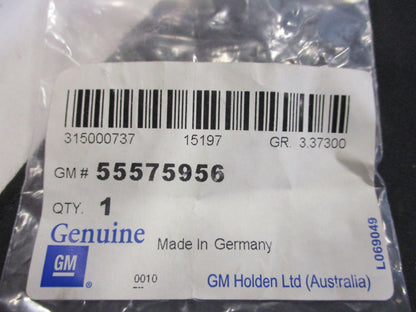 315000737 15197 GR. 3.37300
GM # 55575956
QTY. 1
Genuine
Made In Germany
GM
0010
GM Holden Ltd (Australia)
L069049